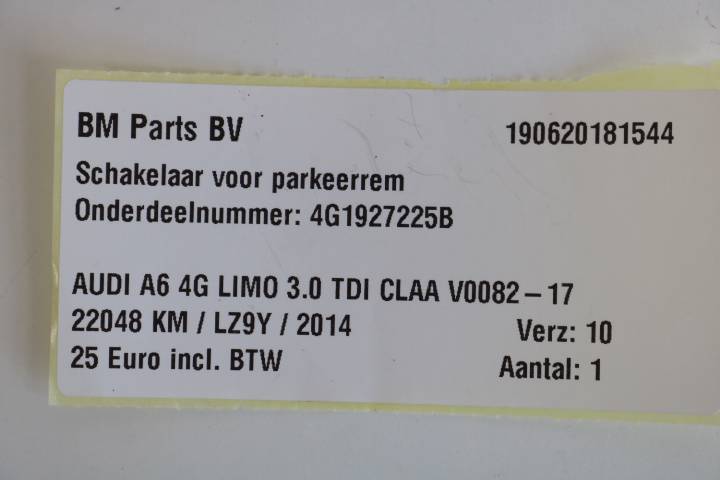 BM Parts BV 190620181544
Schakelaar voor parkeerrem
Onderdeelnummer: 4G1927225B
AUDI A6 4G LIMO 3.0 TDI CLAA V0082-17
22048 KM / LZ9Y / 2014 Verz: 10
25 Euro incl. BTW Aantal: 1